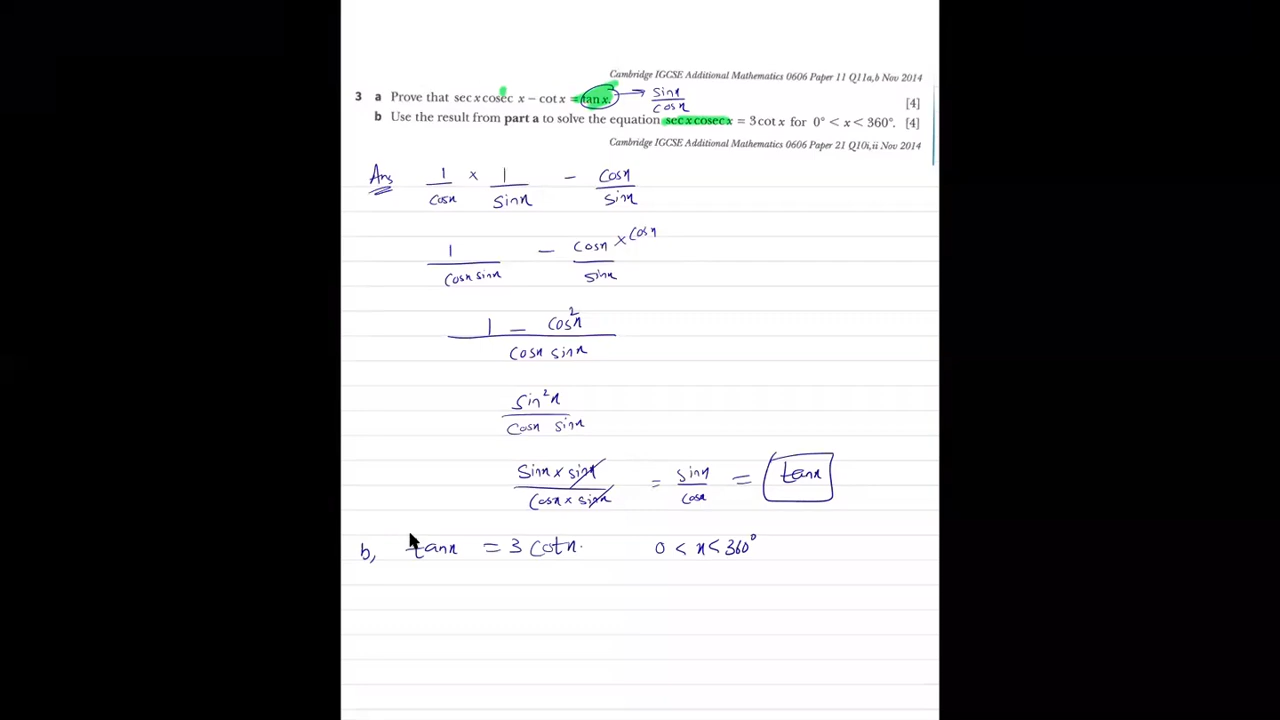 Cambridge IGCSE Additional Mathematics 0606 Paper 11 Q11a,b Nov 2014
3 a Prove that sec x cosec x − cot x = tan x. → sinx/cosx [4]
b Use the result from part a to solve the equation sec x cosec x = 3 cot x for 0° < x < 360°. [4]
Cambridge IGCSE Additional Mathematics 0606 Paper 21 Q10i,ii Nov 2014
Ans 1/cosx × 1/sinx − cosx/sinx
1/cosx sinx − cosx × cosx/sinx
1 − cos²x/cosx sinx
sin²x/cosx sinx
sinx × sinx/cosx × sinx = sinx/cosx = tanx
b, tanx = 3 cotx. 0 < x < 360°